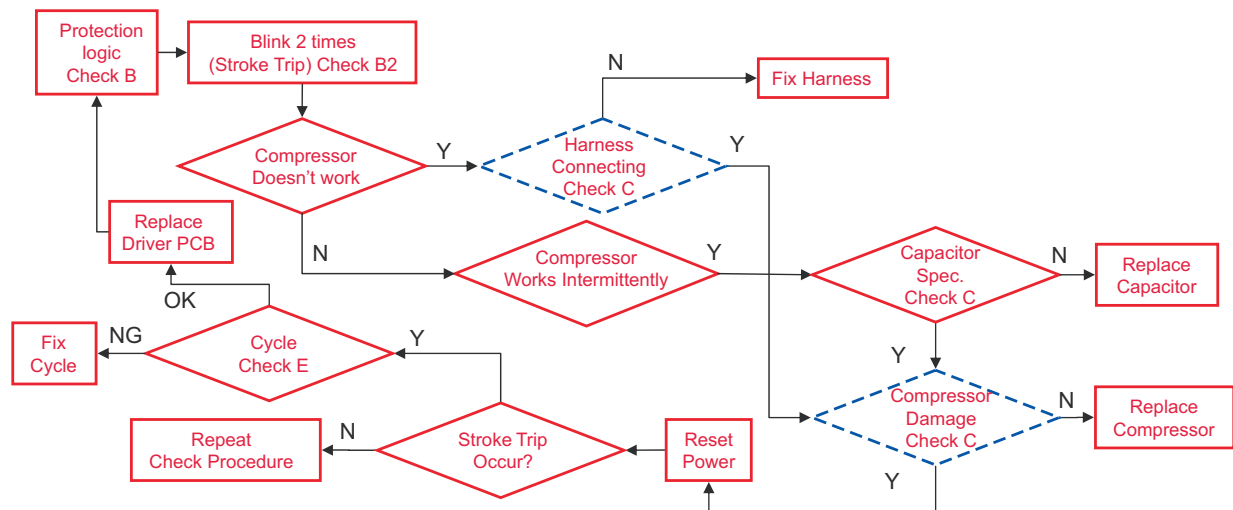 Protection
logic
Check B
Blink 2 times
(Stroke Trip) Check B2
N
Fix Harness
Compressor
Doesn't work
Y
Harness
Connecting
Check C
Y
Replace
Driver PCB
N
Compressor
Works Intermittently
Y
Capacitor
Spec.
Check C
N
Replace
Capacitor
OK
Fix
Cycle
NG
Cycle
Check E
Y
Y
Compressor
Damage
Check C
N
Replace
Compressor
Repeat
Check Procedure
N
Stroke Trip
Occur?
Reset
Power
Y